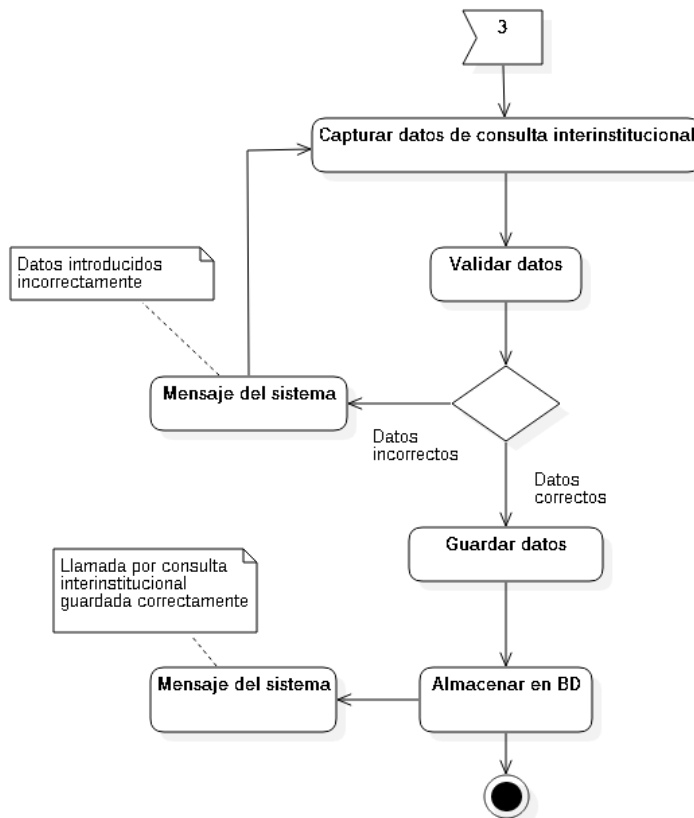 3
Capturar datos de consulta interinstitucional
Validar datos
Datos introducidos
incorrectamente
Mensaje del sistema
Datos
incorrectos
Datos
correctos
Guardar datos
Llamada por consulta
interinstitucional
guardada correctamente
Mensaje del sistema
Almacenar en BD